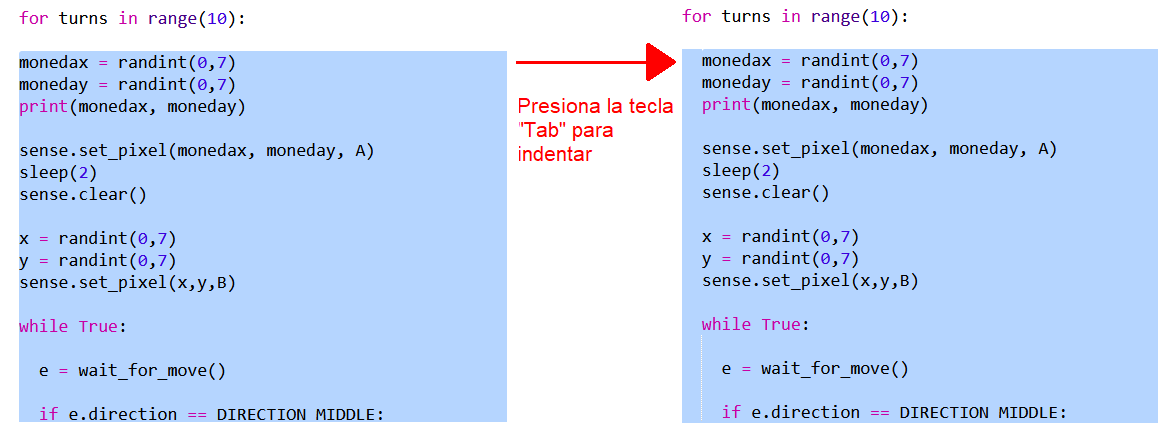 for turns in range(10):
monedax = randint(0,7)
moneday = randint(0,7)
print(monedax, moneday)
sense.set_pixel(monedax, moneday, A)
sleep(2)
sense.clear()
x = randint(0,7)
y = randint(0,7)
sense.set_pixel(x,y,B)
while True:
e = wait_for_move()
if e.direction == DIRECTION_MIDDLE:
Presiona la tecla
"Tab" para
indentar
for turns in range(10):
monedax = randint(0,7)
moneday = randint(0,7)
print(monedax, moneday)
sense.set_pixel(monedax, moneday, A)
sleep(2)
sense.clear()
x = randint(0,7)
y = randint(0,7)
sense.set_pixel(x,y,B)
while True:
e = wait_for_move()
if e.direction == DIRECTION_MIDDLE: